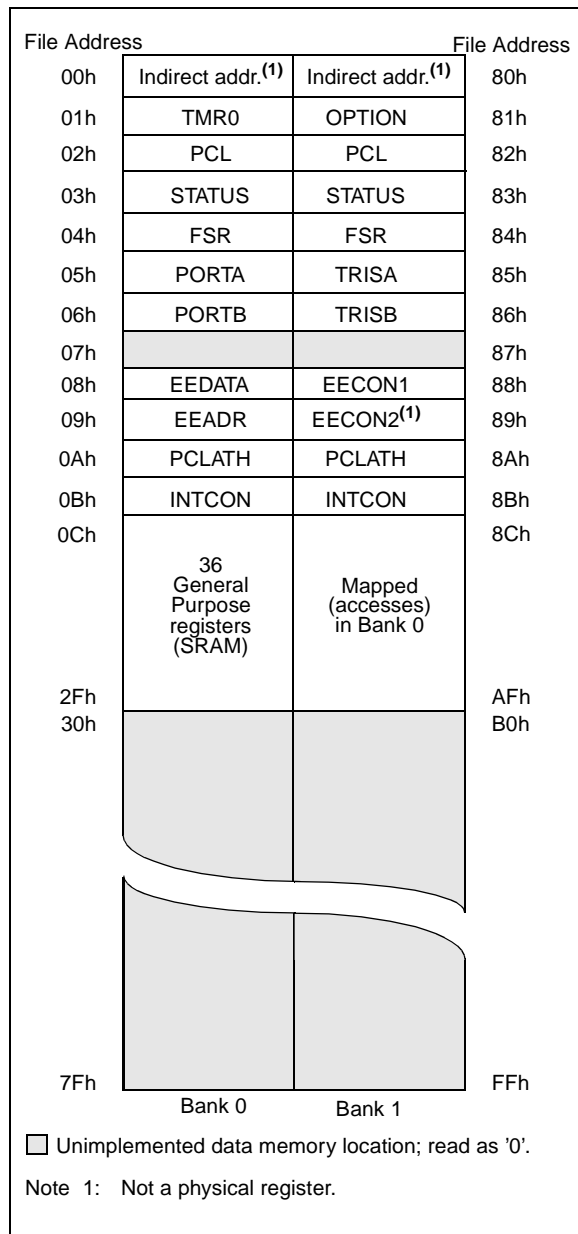 File Address File Address
00h Indirect addr.(1) Indirect addr.(1) 80h
01h TMR0 OPTION 81h
02h PCL PCL 82h
03h STATUS STATUS 83h
04h FSR FSR 84h
05h PORTA TRISA 85h
06h PORTB TRISB 86h
07h 87h
08h EEDATA EECON1 88h
09h EEADR EECON2(1) 89h
0Ah PCLATH PCLATH 8Ah
0Bh INTCON INTCON 8Bh
0Ch 8Ch
36
General
Purpose
registers
(SRAM)
Mapped
(accesses)
in Bank 0
2Fh AFh
30h B0h
7Fh FFh
Bank 0 Bank 1
Unimplemented data memory location; read as '0'.
Note 1: Not a physical register.